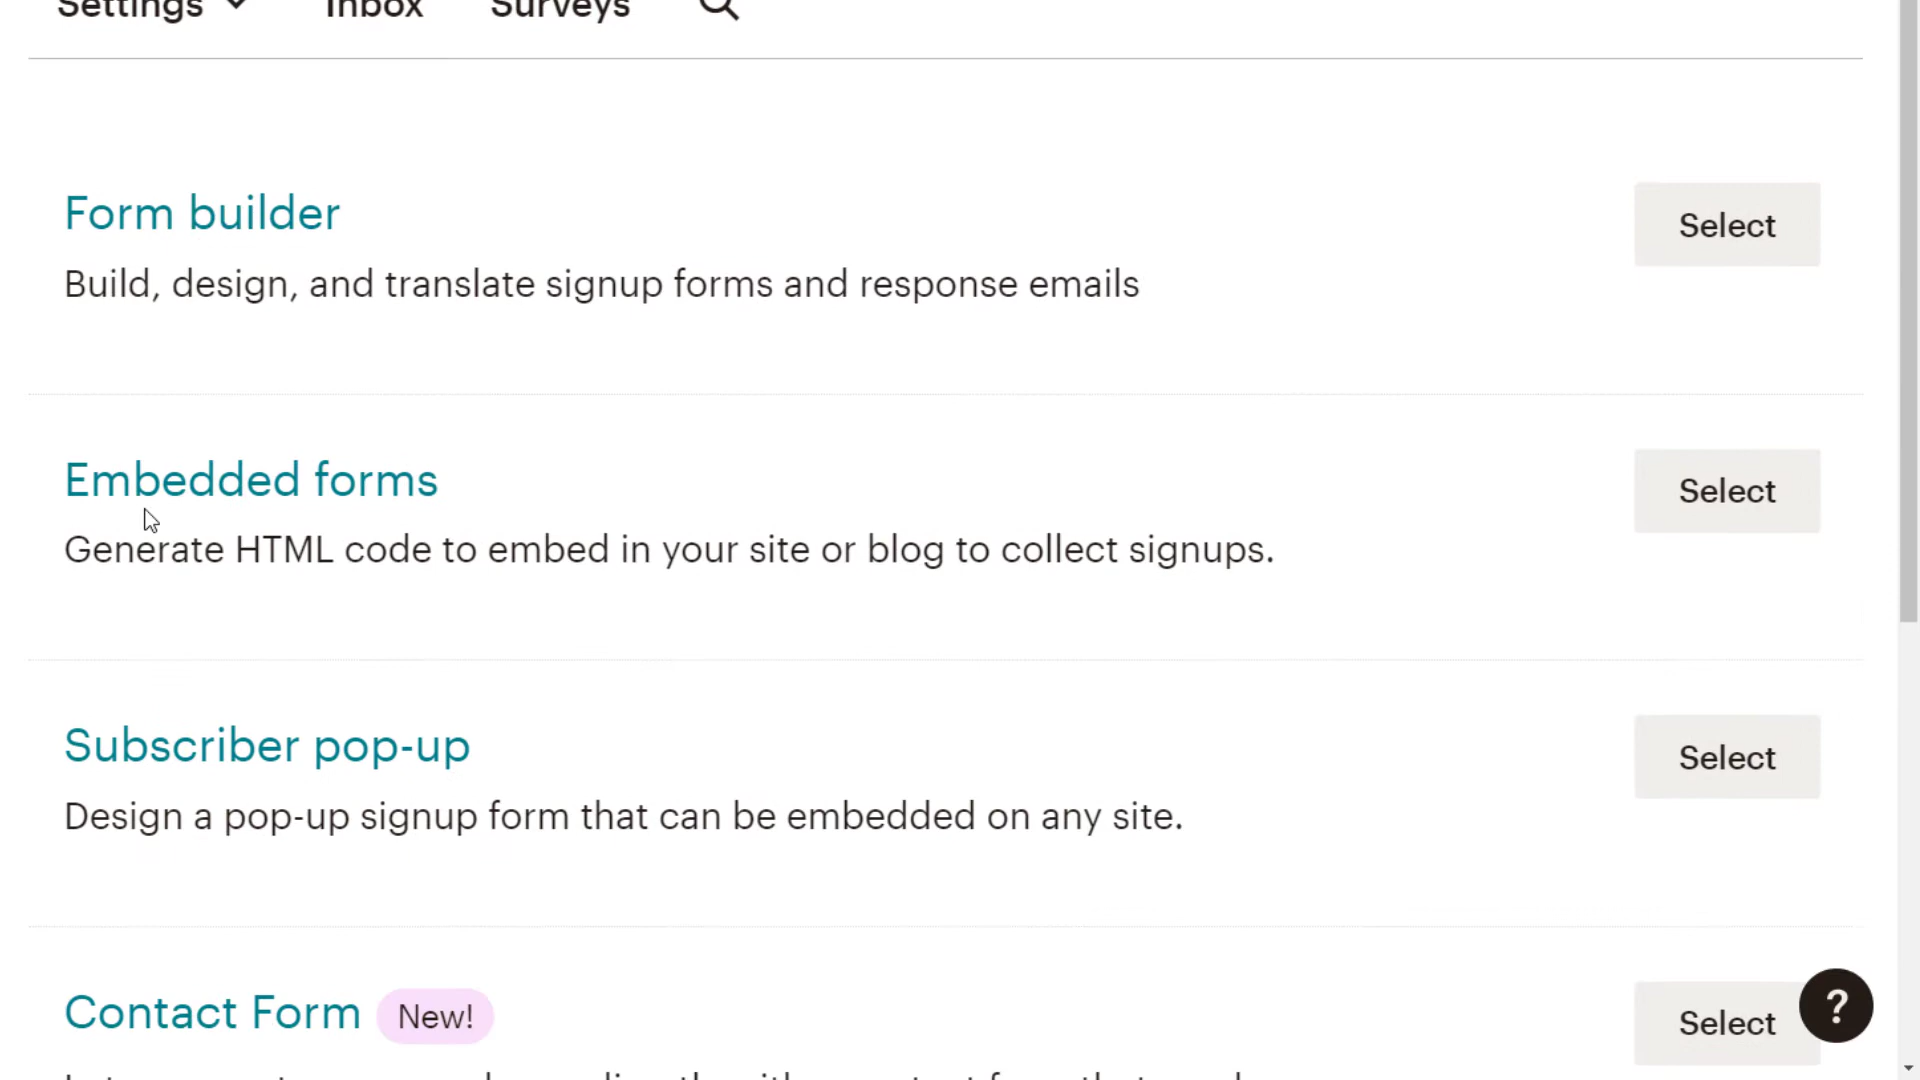 Settings Inbox Surveys
Form builder
Select
Build, design, and translate signup forms and response emails
Embedded forms
Select
Generate HTML code to embed in your site or blog to collect signups.
Subscriber pop-up
Select
Design a pop-up signup form that can be embedded on any site.
Contact Form New!
Select
?